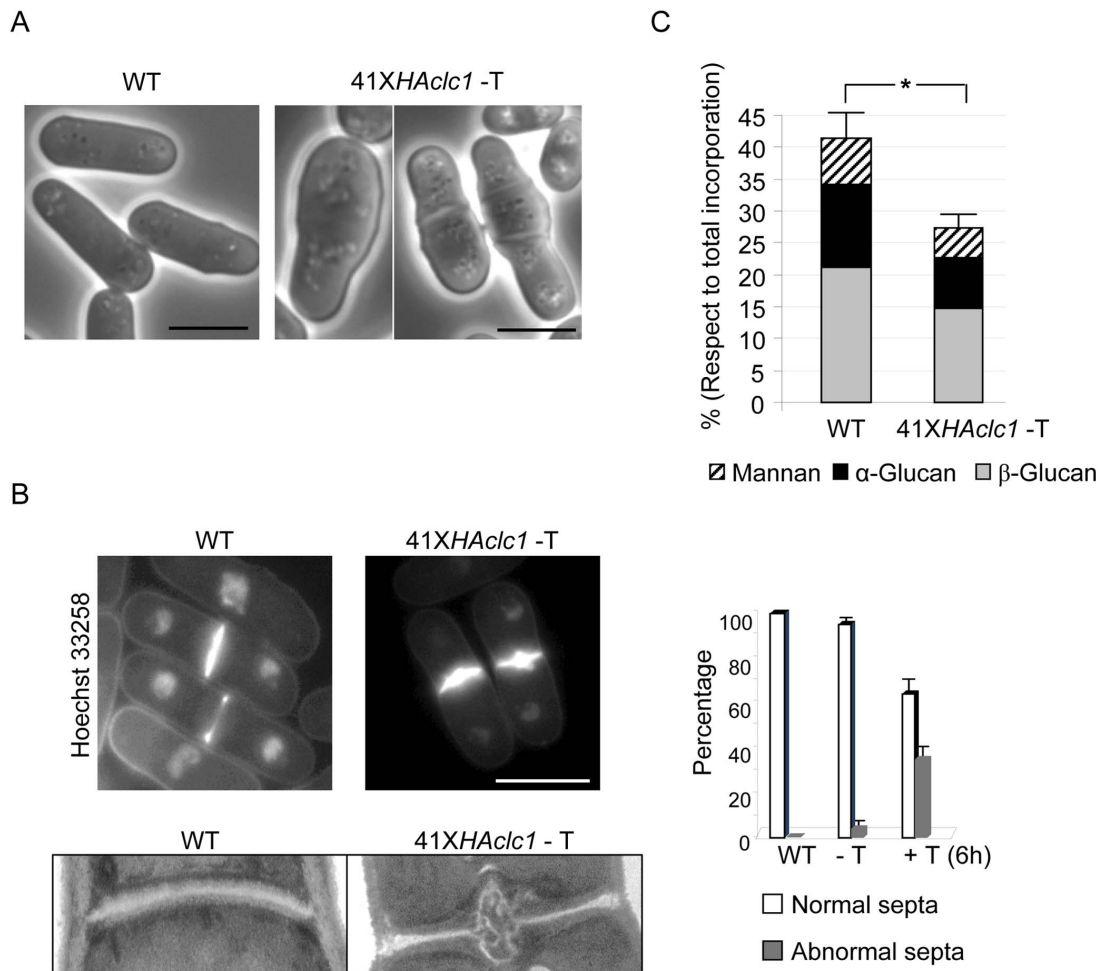 A
WT
41XHAclc1 -T
C
% (Respect to total incorporation)
*
45
40
35
30
25
20
15
10
5
0
WT
41XHAclc1 -T
Mannan α-Glucan β-Glucan
B
WT
41XHAclc1 -T
Hoechst 33258
WT
41XHAclc1 - T
Percentage
100
80
60
40
20
0
WT - T + T (6h)
Normal septa
Abnormal septa